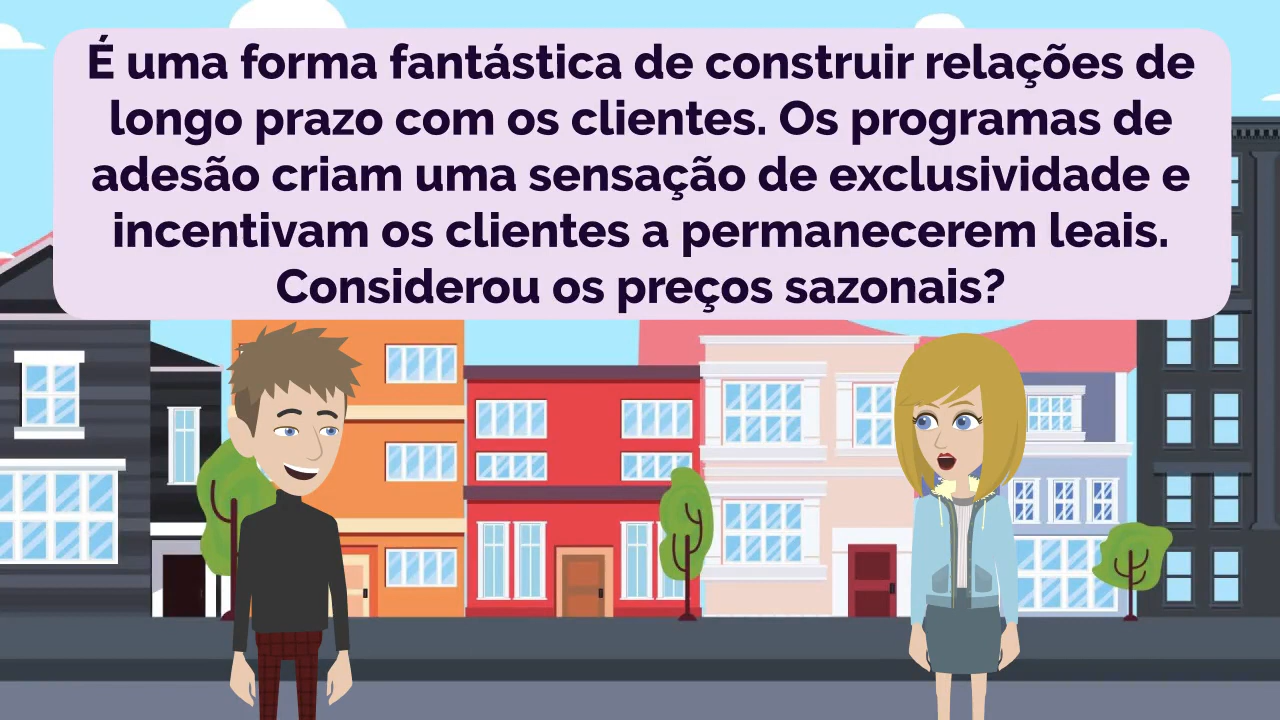 É uma forma fantástica de construir relações de
longo prazo com os clientes. Os programas de
adesão criam uma sensação de exclusividade e
incentivam os clientes a permanecerem leais.
Considerou os preços sazonais?